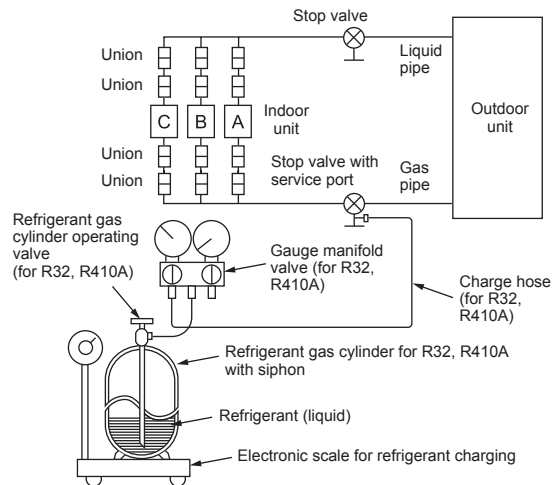 Stop valve
Union
Liquid
pipe
Union
C
B
A
Indoor
unit
Outdoor
unit
Union
Stop valve with
service port
Gas
pipe
Union
Refrigerant gas
cylinder operating
valve
(for R32, R410A)
Gauge manifold
valve (for R32,
R410A)
Charge hose
(for R32,
R410A)
Refrigerant gas cylinder for R32, R410A
with siphon
Refrigerant (liquid)
Electronic scale for refrigerant charging